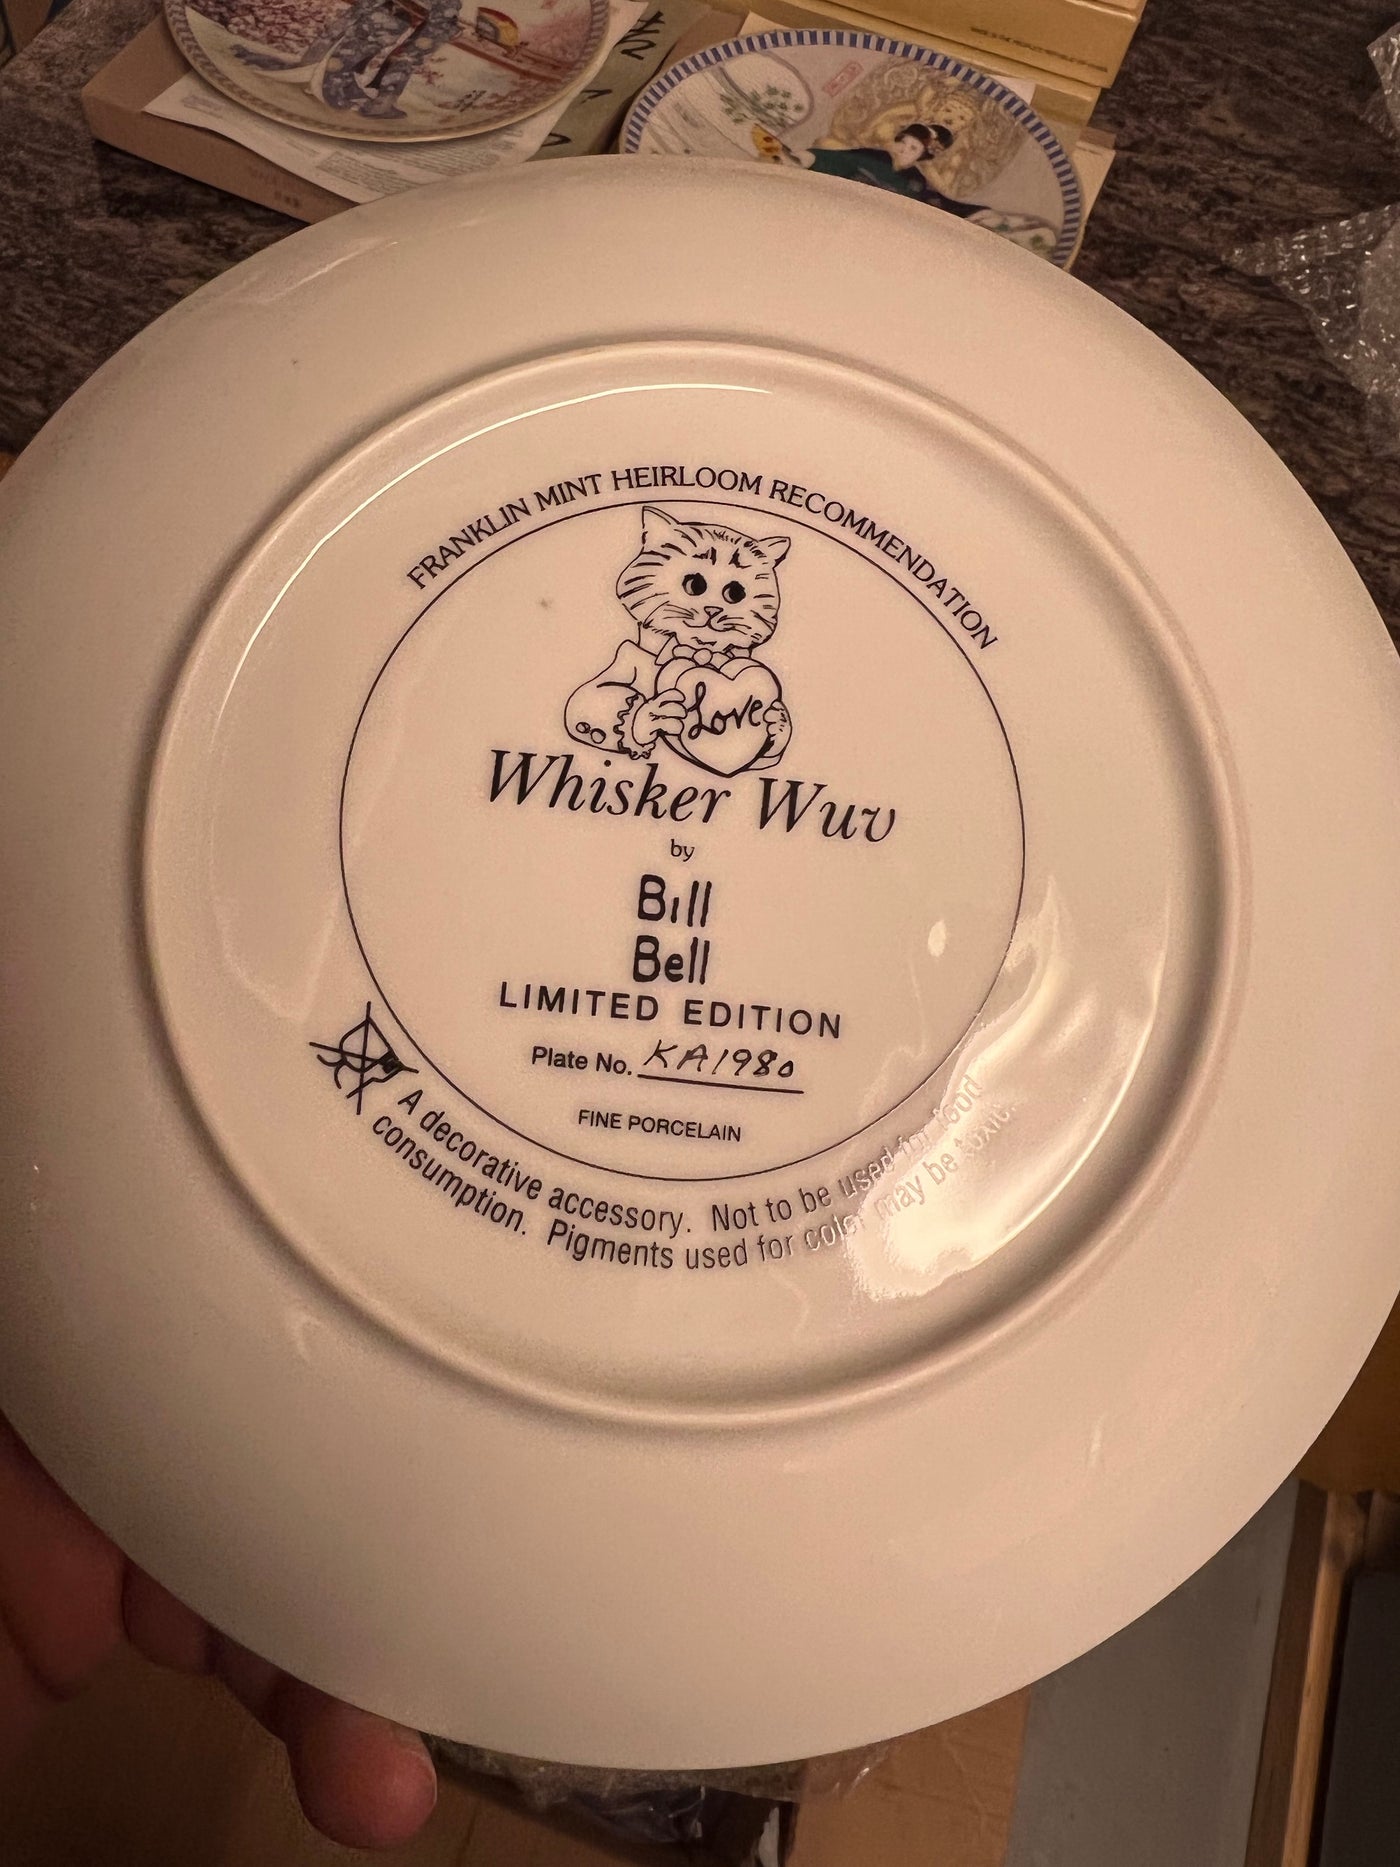 FRANKLIN MINT HEIRLOOM RECOMMENDATION
Love
Whisker Wuv
by
Bill
Bell
LIMITED EDITION
Plate No. KA1980
FINE PORCELAIN
A decorative accessory. Not to be used for food
consumption. Pigments used for color may be toxic.